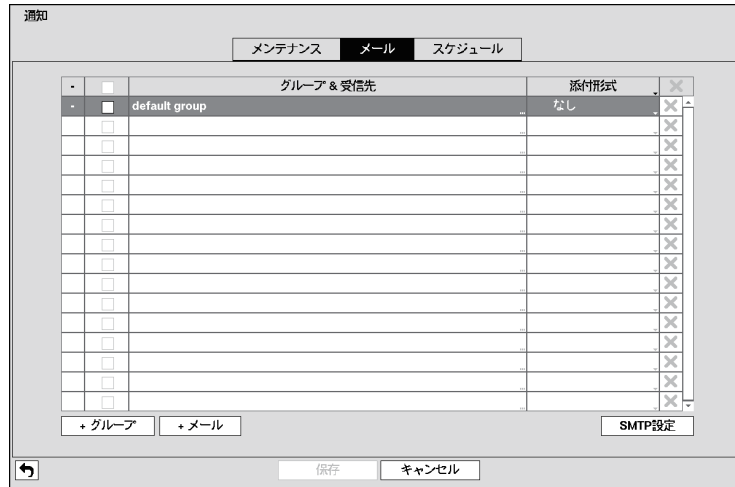 通知
メンテナンス メール スケジュール
- グループ & 受信先 添付形式
- default group なし
+ グループ + メール SMTP設定
保存 キャンセル